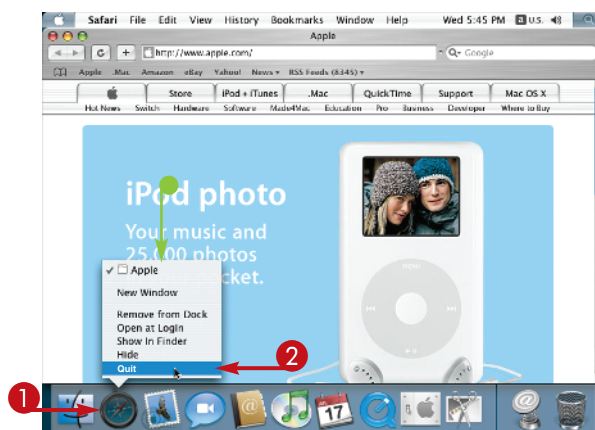 Safari File Edit View History Bookmarks Window Help Wed 5:45 PM U.S.
Apple
http://www.apple.com/
Google
Apple .Mac Amazon eBay Yahoo! News RSS Feeds (8345)
Store iPod + iTunes .Mac QuickTime Support Mac OS X
Hot News Switch Hardware Software Made4Mac Education Pro Business Developer Where to Buy
iPod photo
Your music and
25,000 photos
pocket.
MENU
Apple
New Window
Remove from Dock
Open at Login
Show In Finder
Hide
Quit
2
1
JUL
17